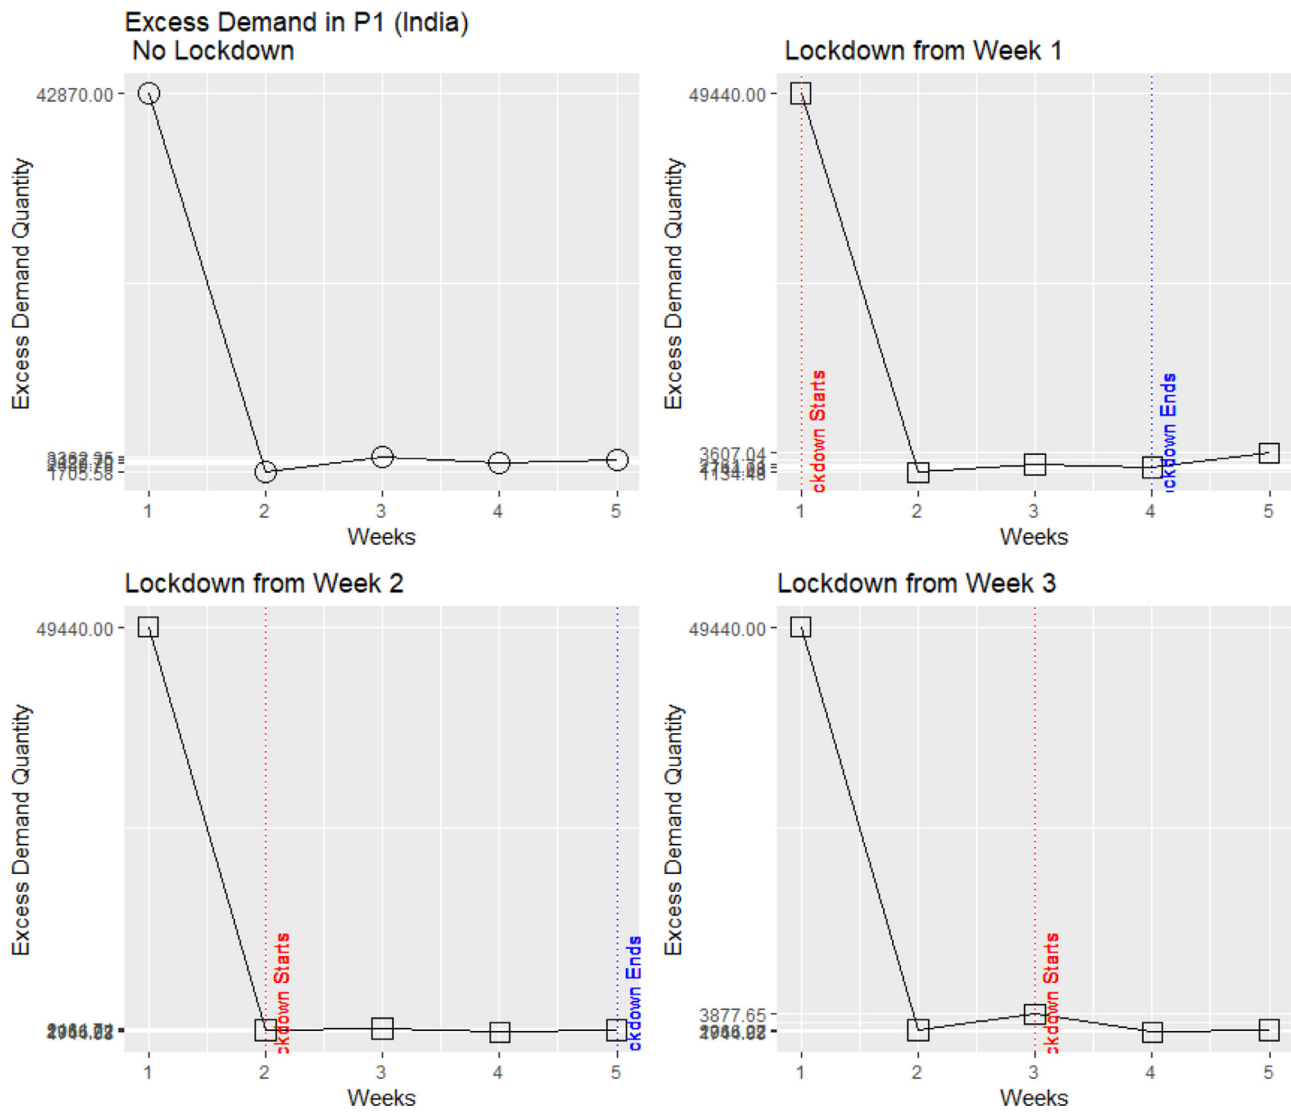 Excess Demand in P1 (India)
No Lockdown
42870.00
1705.58
Excess Demand Quantity
1 2 3 4 5
Weeks
Lockdown from Week 1
49440.00
3607.04
1134.48
Excess Demand Quantity
ckdown Starts
ckdown Ends
1 2 3 4 5
Weeks
Lockdown from Week 2
49440.00
Excess Demand Quantity
ckdown Starts
ckdown Ends
1 2 3 4 5
Weeks
Lockdown from Week 3
49440.00
3877.65
Excess Demand Quantity
ckdown Starts
1 2 3 4 5
Weeks